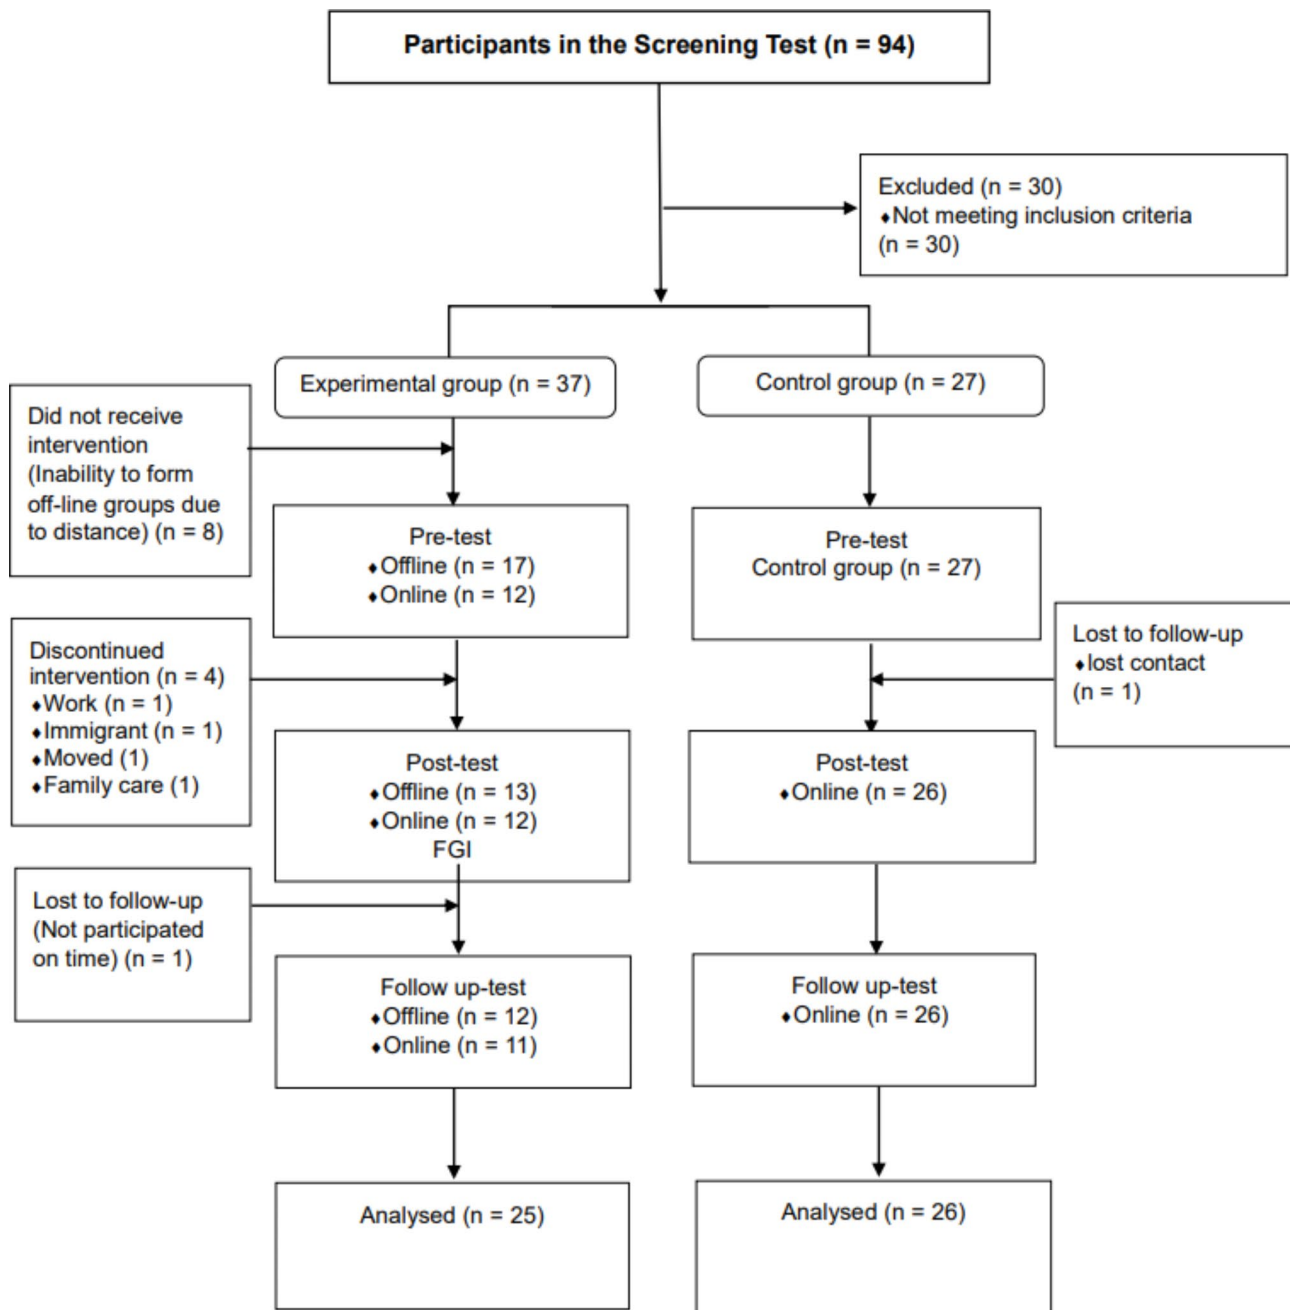 Participants in the Screening Test (n = 94)
Excluded (n = 30)
♦Not meeting inclusion criteria
(n = 30)
Experimental group (n = 37)
Control group (n = 27)
Did not receive
intervention
(Inability to form
off-line groups due
to distance) (n = 8)
Pre-test
♦Offline (n = 17)
♦Online (n = 12)
Pre-test
Control group (n = 27)
Discontinued
intervention (n = 4)
♦Work (n = 1)
♦Immigrant (n = 1)
♦Moved (1)
♦Family care (1)
Lost to follow-up
♦lost contact
(n = 1)
Post-test
♦Offline (n = 13)
♦Online (n = 12)
FGI
Post-test
♦Online (n = 26)
Lost to follow-up
(Not participated
on time) (n = 1)
Follow up-test
♦Offline (n = 12)
♦Online (n = 11)
Follow up-test
♦Online (n = 26)
Analysed (n = 25)
Analysed (n = 26)